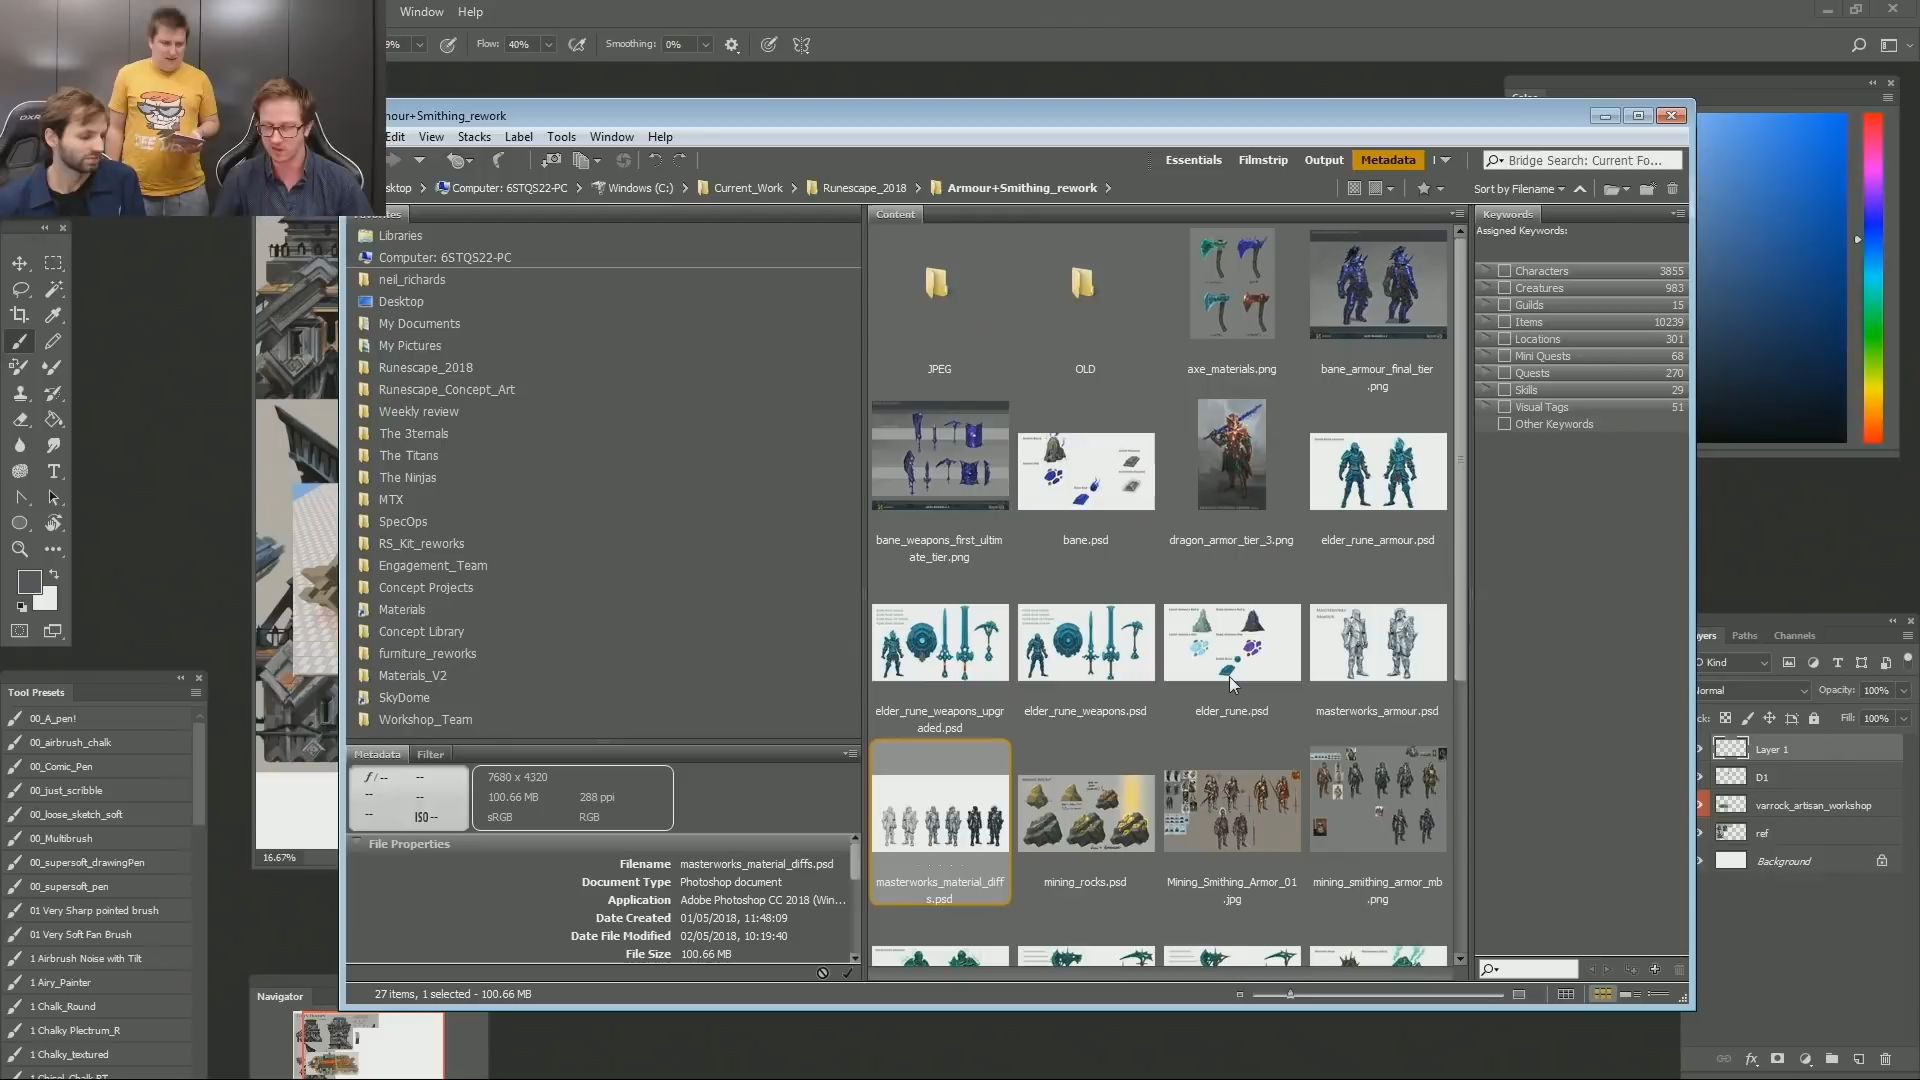 Window Help
9% Flow: 40% Smoothing: 0%
mour+Smithing_rework
Edit View Stacks Label Tools Window Help
Essentials Filmstrip Output Metadata Bridge Search: Current Fo...
sktop Computer: 6STQS22-PC Windows (C:) Current_Work Runescape_2018 Armour+Smithing_rework Sort by Filename
Content
Keywords
Assigned Keywords:
Libraries
Computer: 6STQS22-PC
neil_richards
Desktop
My Documents
My Pictures
Runescape_2018
Runescape_Concept_Art
Weekly review
The 3ternals
The Titans
The Ninjas
MTX
SpecOps
RS_Kit_reworks
Engagement_Team
Concept Projects
Materials
Concept Library
furniture_reworks
Materials_V2
SkyDome
Workshop_Team
JPEG
OLD
axe_materials.png
bane_armour_final_tier
.png
bane_weapons_first_ultim
ate_tier.png
bane.psd
dragon_armor_tier_3.png
elder_rune_armour.psd
elder_rune_weapons_upgr
aded.psd
elder_rune_weapons.psd
elder_rune.psd
masterworks_armour.psd
masterworks_material_diff
s.psd
mining_rocks.psd
Mining_Smithing_Armor_01
.jpg
mining_smithing_armor_mb
.png
Characters 3855
Creatures 983
Guilds 15
Items 10239
Locations 301
Mini Quests 68
Quests 270
Skills 29
Visual Tags 51
Other Keywords
Metadata Filter
f/-- --
-- --
-- ISO--
7680 x 4320
100.66 MB 288 ppi
sRGB RGB
File Properties
Filename masterworks_material_diffs.psd
Document Type Photoshop document
Application Adobe Photoshop CC 2018 (Win...
Date Created 01/05/2018, 11:48:09
Date File Modified 02/05/2018, 10:19:40
File Size 100.66 MB
27 items, 1 selected - 100.66 MB
16.67%
Tool Presets
00_A_pen!
00_airbrush_chalk
00_Comic_Pen
00_just_scribble
00_loose_sketch_soft
00_Multibrush
00_supersoft_drawingPen
00_supersoft_pen
01 Very Sharp pointed brush
01 Very Soft Fan Brush
1 Airbrush Noise with Tilt
1 Airy_Painter
1 Chalk_Round
1 Chalky Plectrum_R
1 Chalky_textured
Navigator
ayers Paths Channels
Kind
Normal Opacity: 100%
ck: Fill: 100%
Layer 1
D1
varrock_artisan_workshop
ref
Background